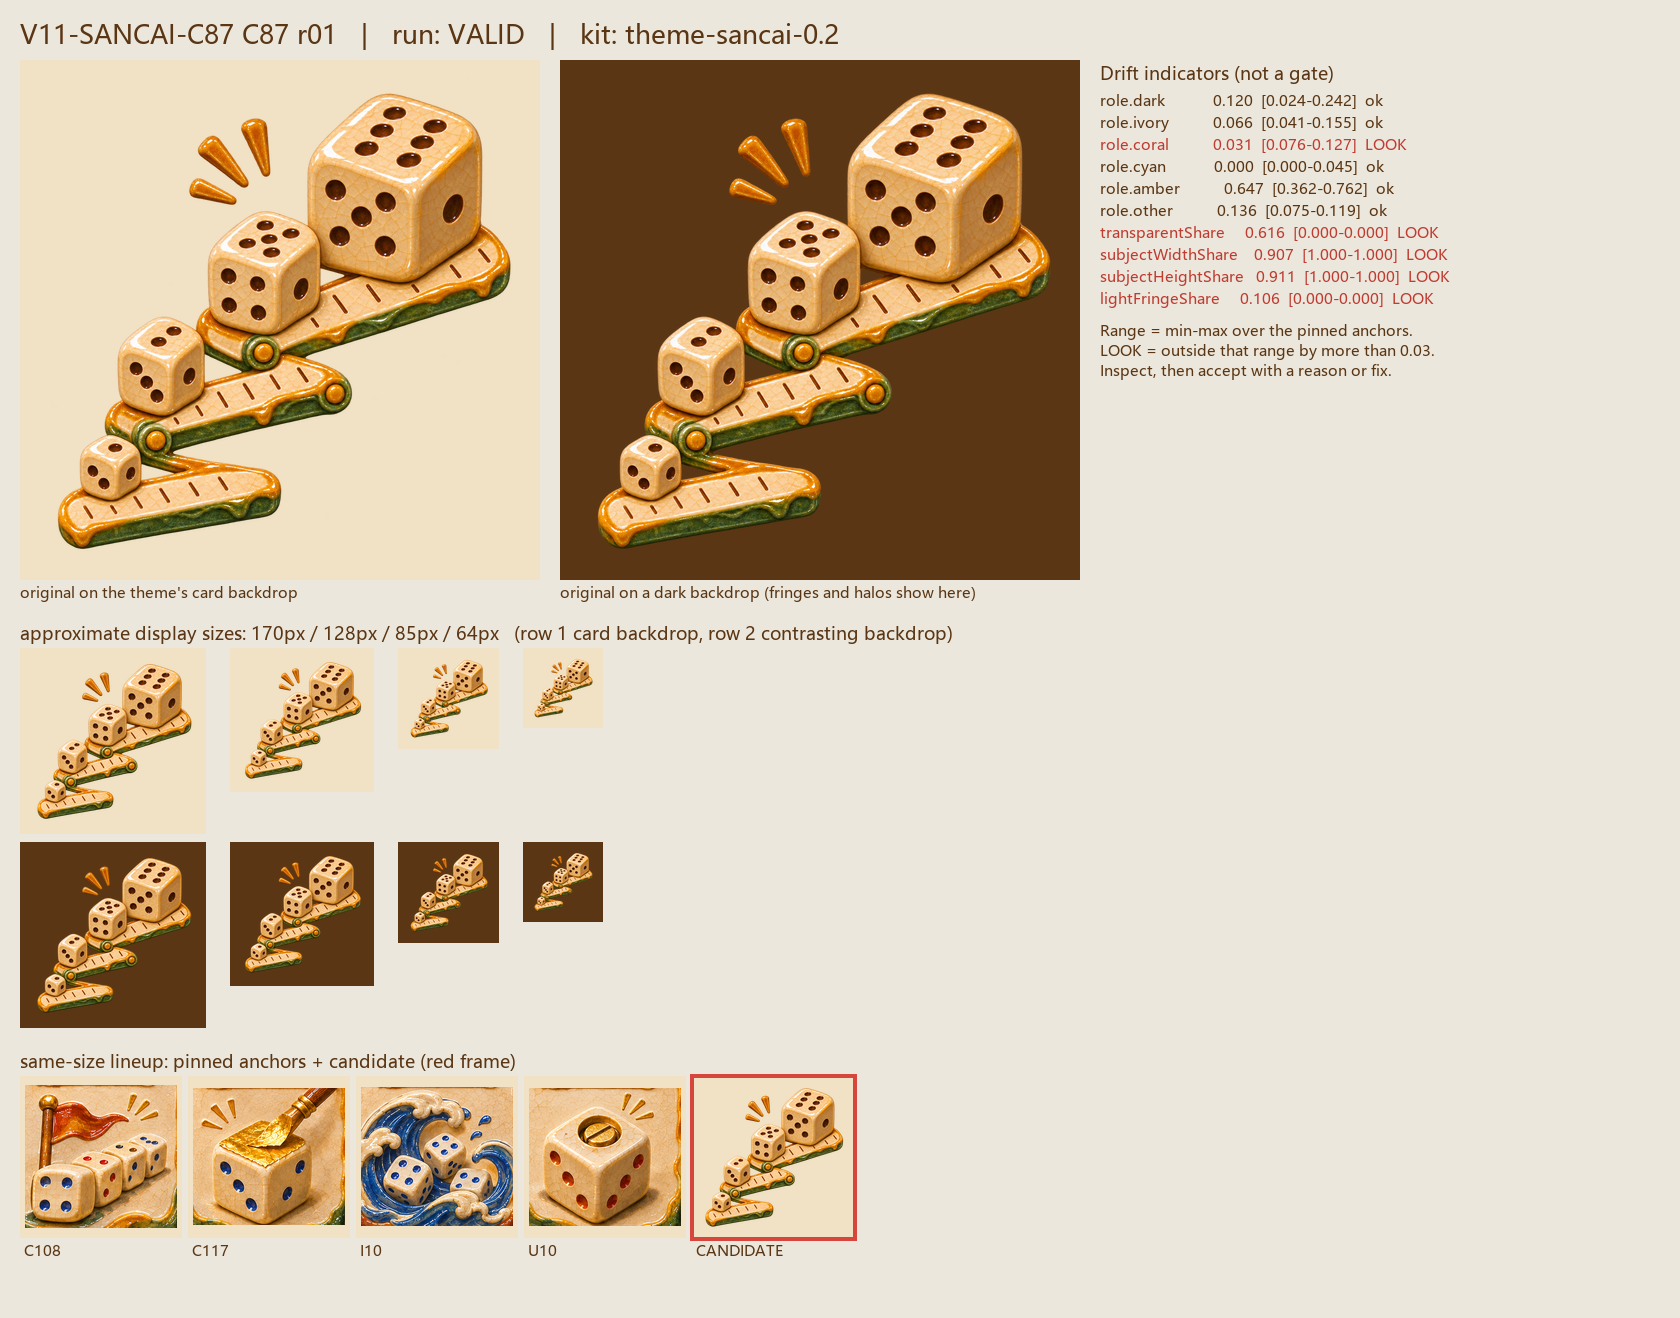 V11-SANCAI-C87 C87 r01 | run: VALID | kit: theme-sancai-0.2
Drift indicators (not a gate)
role.dark 0.120 [0.024-0.242] ok
role.ivory 0.066 [0.041-0.155] ok
role.coral 0.031 [0.076-0.127] LOOK
role.cyan 0.000 [0.000-0.045] ok
role.amber 0.647 [0.362-0.762] ok
role.other 0.136 [0.075-0.119] ok
transparentShare 0.616 [0.000-0.000] LOOK
subjectWidthShare 0.907 [1.000-1.000] LOOK
subjectHeightShare 0.911 [1.000-1.000] LOOK
lightFringeShare 0.106 [0.000-0.000] LOOK
Range = min-max over the pinned anchors.
LOOK = outside that range by more than 0.03.
Inspect, then accept with a reason or fix.
original on the theme's card backdrop
original on a dark backdrop (fringes and halos show here)
approximate display sizes: 170px / 128px / 85px / 64px (row 1 card backdrop, row 2 contrasting backdrop)
same-size lineup: pinned anchors + candidate (red frame)
C108
C117
I10
U10
CANDIDATE